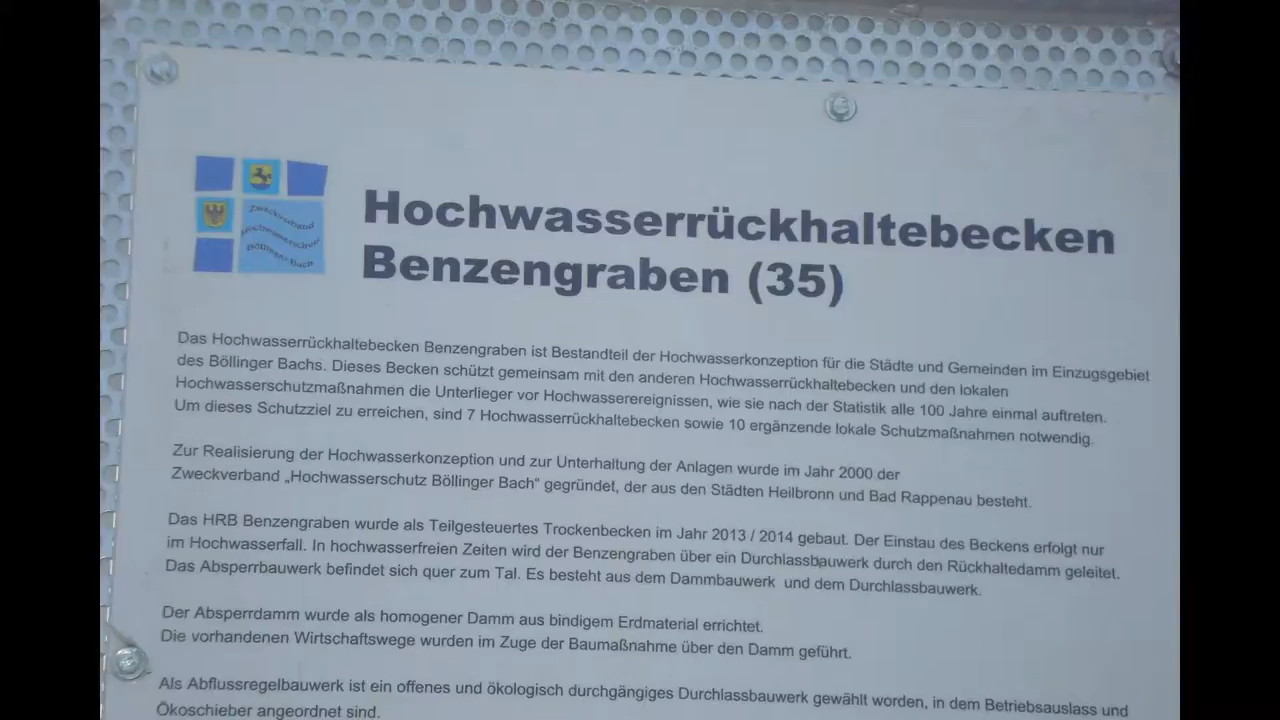 Zweckverband
Hochwasserschutz
Böllinger Bach
Hochwasserrückhaltebecken
Benzengraben (35)
Das Hochwasserrückhaltebecken Benzengraben ist Bestandteil der Hochwasserkonzeption für die Städte und Gemeinden im Einzugsgebiet
des Böllinger Bachs. Dieses Becken schützt gemeinsam mit den anderen Hochwasserrückhaltebecken und den lokalen
Hochwasserschutzmaßnahmen die Unterlieger vor Hochwasserereignissen, wie sie nach der Statistik alle 100 Jahre einmal auftreten.
Um dieses Schutzziel zu erreichen, sind 7 Hochwasserrückhaltebecken sowie 10 ergänzende lokale Schutzmaßnahmen notwendig.
Zur Realisierung der Hochwasserkonzeption und zur Unterhaltung der Anlagen wurde im Jahr 2000 der
Zweckverband „Hochwasserschutz Böllinger Bach“ gegründet, der aus den Städten Heilbronn und Bad Rappenau besteht.
Das HRB Benzengraben wurde als Teilgesteuertes Trockenbecken im Jahr 2013 / 2014 gebaut. Der Einstau des Beckens erfolgt nur
im Hochwasserfall. In hochwasserfreien Zeiten wird der Benzengraben über ein Durchlassbauwerk durch den Rückhaltedamm geleitet.
Das Absperrbauwerk befindet sich quer zum Tal. Es besteht aus dem Dammbauwerk und dem Durchlassbauwerk.
Der Absperrdamm wurde als homogener Damm aus bindigem Erdmaterial errichtet.
Die vorhandenen Wirtschaftswege wurden im Zuge der Baumaßnahme über den Damm geführt.
Als Abflussregelbauwerk ist ein offenes und ökologisch durchgängiges Durchlassbauwerk gewählt worden, in dem Betriebsauslass und
Ökoschieber angeordnet sind.